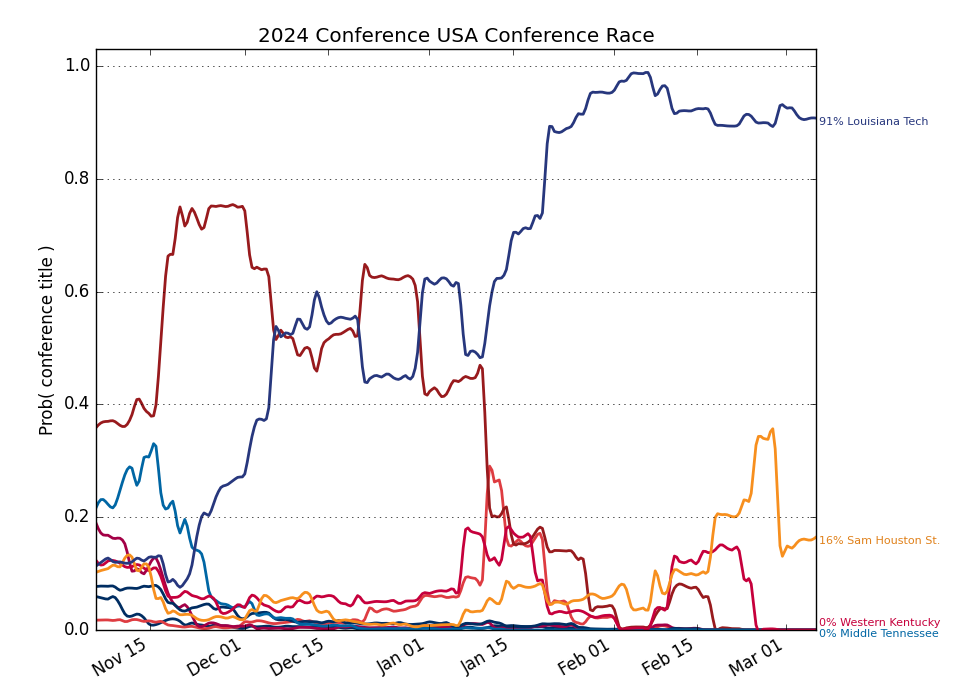 2024 Conference USA Conference Race
Prob( conference title )
1.0
0.8
0.6
0.4
0.2
0.0
91% Louisiana Tech
16% Sam Houston St.
0% Western Kentucky
0% Middle Tennessee
Nov 15
Dec 01
Dec 15
Jan 01
Jan 15
Feb 01
Feb 15
Mar 01